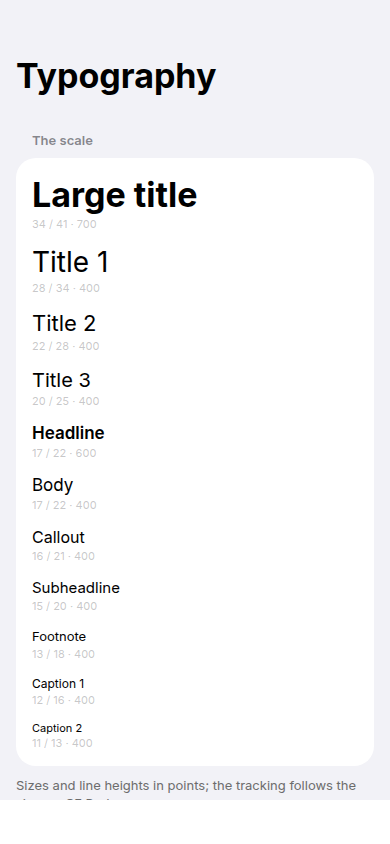 Typography
The scale
Large title
34 / 41 · 700
Title 1
28 / 34 · 400
Title 2
22 / 28 · 400
Title 3
20 / 25 · 400
Headline
17 / 22 · 600
Body
17 / 22 · 400
Callout
16 / 21 · 400
Subheadline
15 / 20 · 400
Footnote
13 / 18 · 400
Caption 1
12 / 16 · 400
Caption 2
11 / 13 · 400
Sizes and line heights in points; the tracking follows the